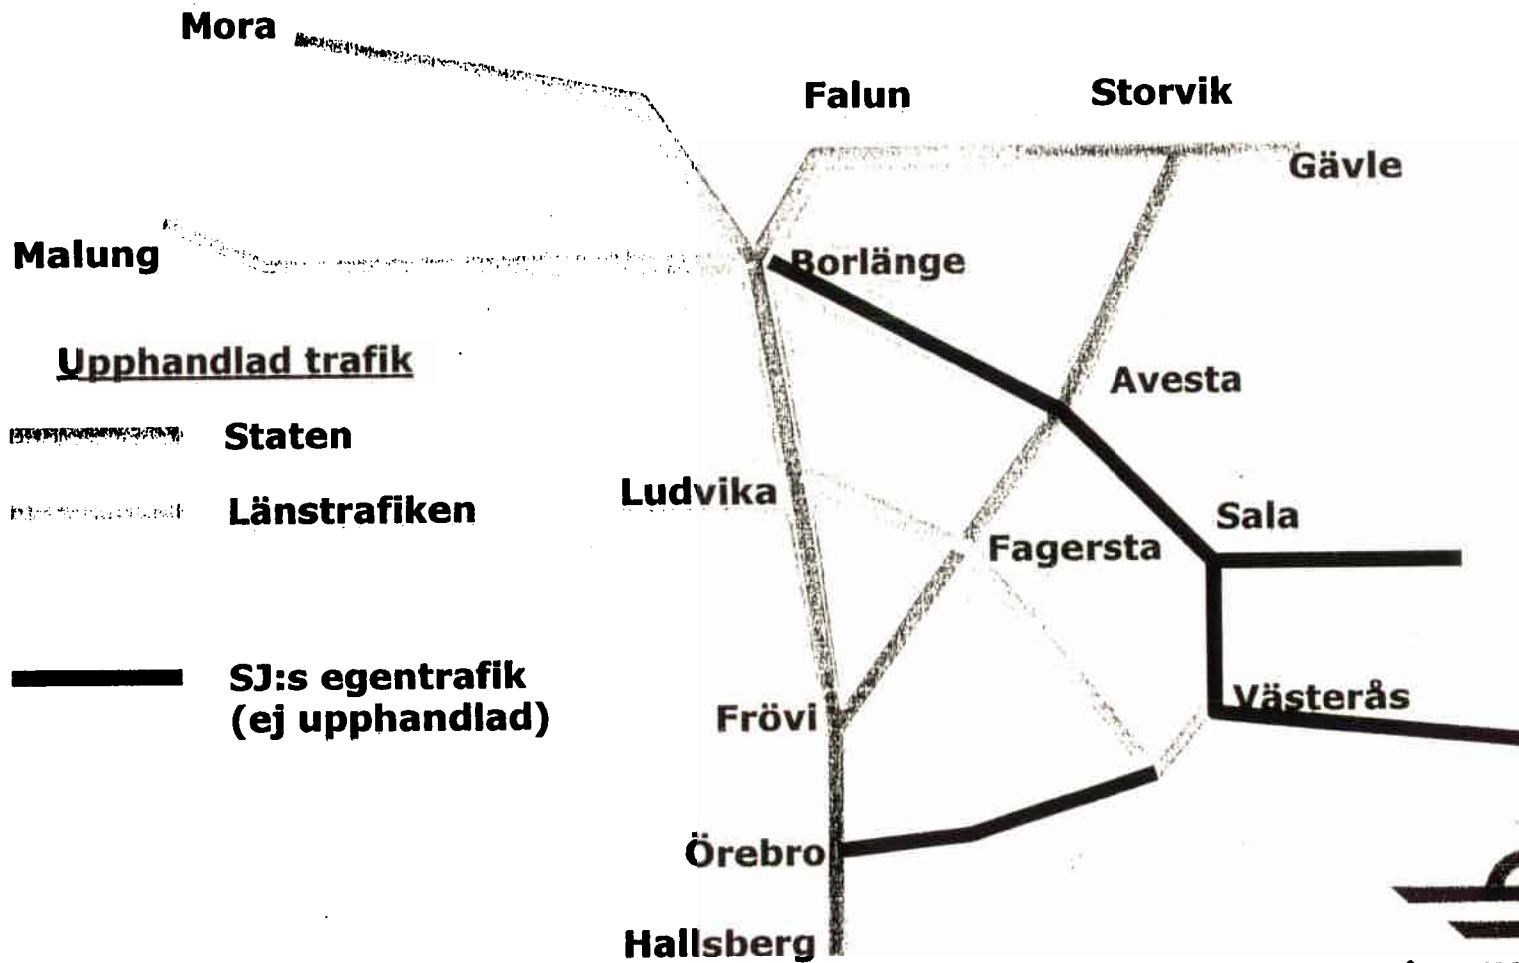 Mora
Falun
Storvik
Gävle
Malung
Borlänge
Upphandlad trafik
Avesta
Staten
Ludvika
Länstrafiken
Sala
Fagersta
SJ:s egentrafik
(ej upphandlad)
Frövi
Västerås
Örebro
Hallsberg